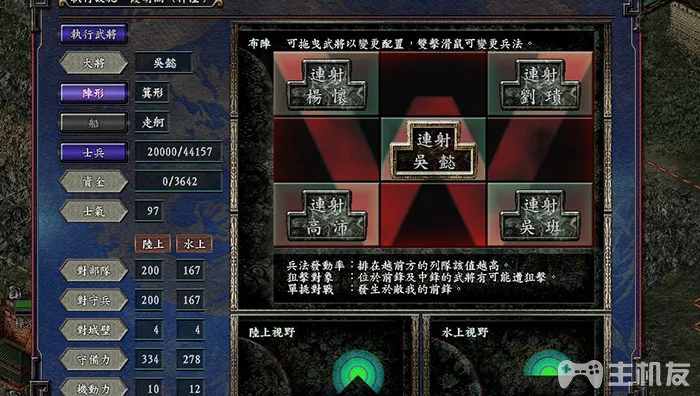 執行武將
大將 吳懿
陣形 箕形
船 走舸
士兵 20000/44157
資金 0/3642
士氣 97
陸上 水上
對部隊 200 167
對守兵 200 167
對城壁 4 4
守備力 334 278
機動力 10 12
布陣 可拖曳武將以變更配置，雙擊滑鼠可變更兵法。
連射 連射
楊懷 劉璝
連射
吳懿
連射 連射
高沛 吳班
兵法發動率：排在越前方的列隊該值越高。
狙擊對象 ：位於前鋒及中鋒的武將有可能遭狙擊。
單挑對戰 ：發生於敵我的前鋒。
陸上視野 水上視野
主机友